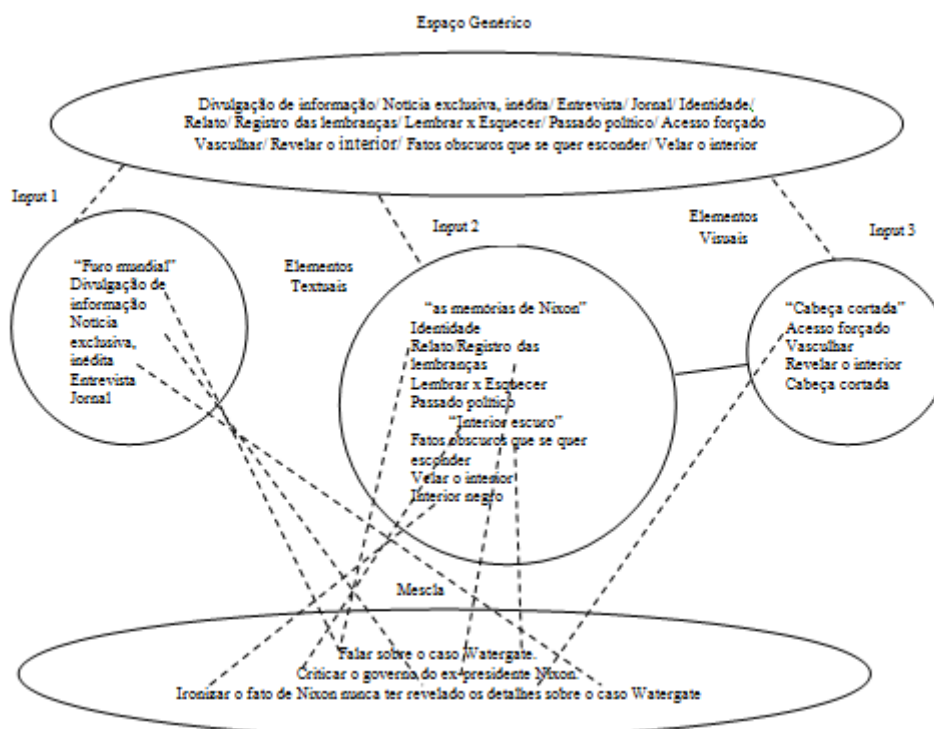 Espaço Genérico
Divulgação de informação/ Notícia exclusiva, inédita/ Entrevista/ Jornal/ Identidade/
Relato/ Registro das lembranças/ Lembrar x Esquecer/ Passado político/ Acesso forçado
Vasculhar/ Revelar o interior/ Fatos obscuros que se quer esconder/ Velar o interior
Input 1
“Furo mundial”
Divulgação de
informação
Notícia
exclusiva,
inédita
Entrevista
Jornal
Elementos
Textuais
Input 2
“as memórias de Nixon”
Identidade
Relato/Registro das
lembranças
Lembrar x Esquecer
Passado político
“Interior escuro”
Fatos obscuros que se quer
esconder
Velar o interior
Interior negro
Elementos
Visuais
Input 3
“Cabeça cortada”
Acesso forçado
Vasculhar
Revelar o interior
Cabeça cortada
Mescla
Falar sobre o caso Watergate.
Criticar o governo do ex-presidente Nixon.
Ironizar o fato de Nixon nunca ter revelado os detalhes sobre o caso Watergate